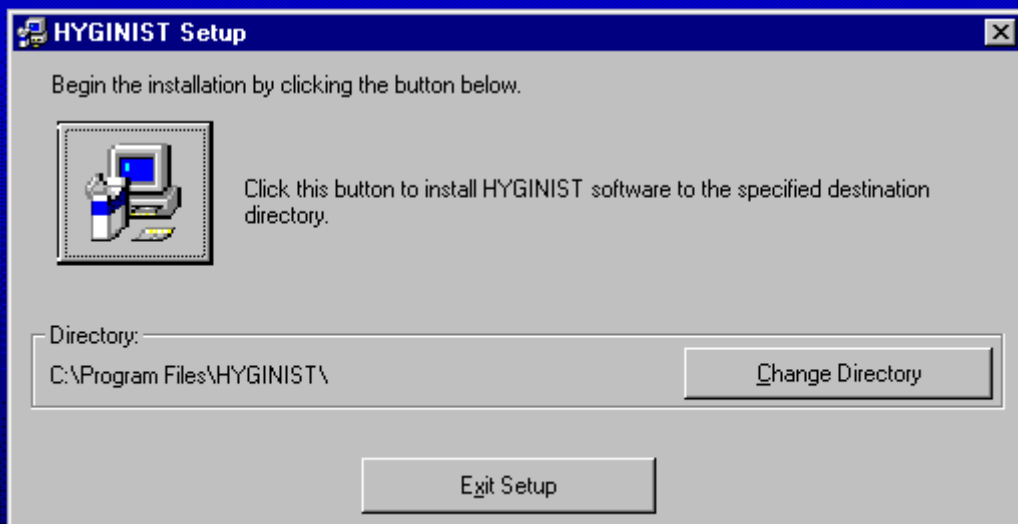 HYGINIST Setup
Begin the installation by clicking the button below.
Click this button to install HYGINIST software to the specified destination
directory.
Directory:
C:\Program Files\HYGINIST\
Change Directory
Exit Setup